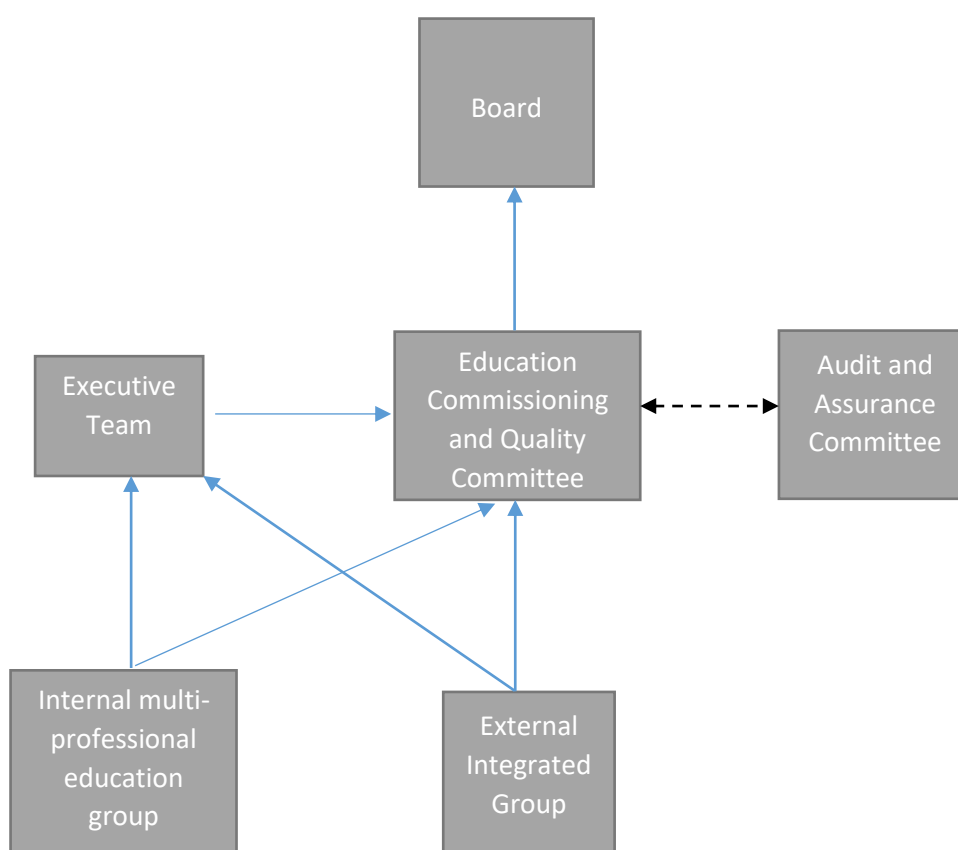 Board
Executive
Team
Education
Commissioning
and Quality
Committee
Audit and
Assurance
Committee
Internal multi-
professional
education
group
External
Integrated
Group